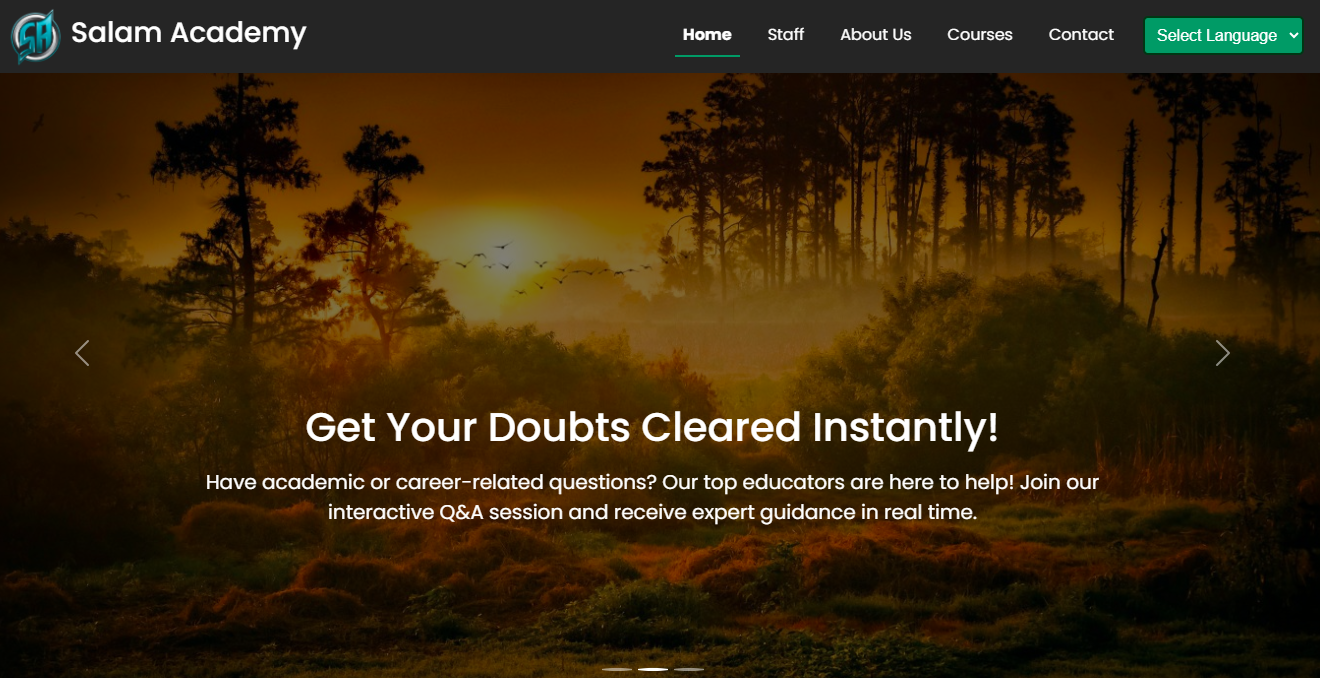 SA Salam Academy
Home Staff About Us Courses Contact Select Language
Get Your Doubts Cleared Instantly!
Have academic or career-related questions? Our top educators are here to help! Join our
interactive Q&A session and receive expert guidance in real time.